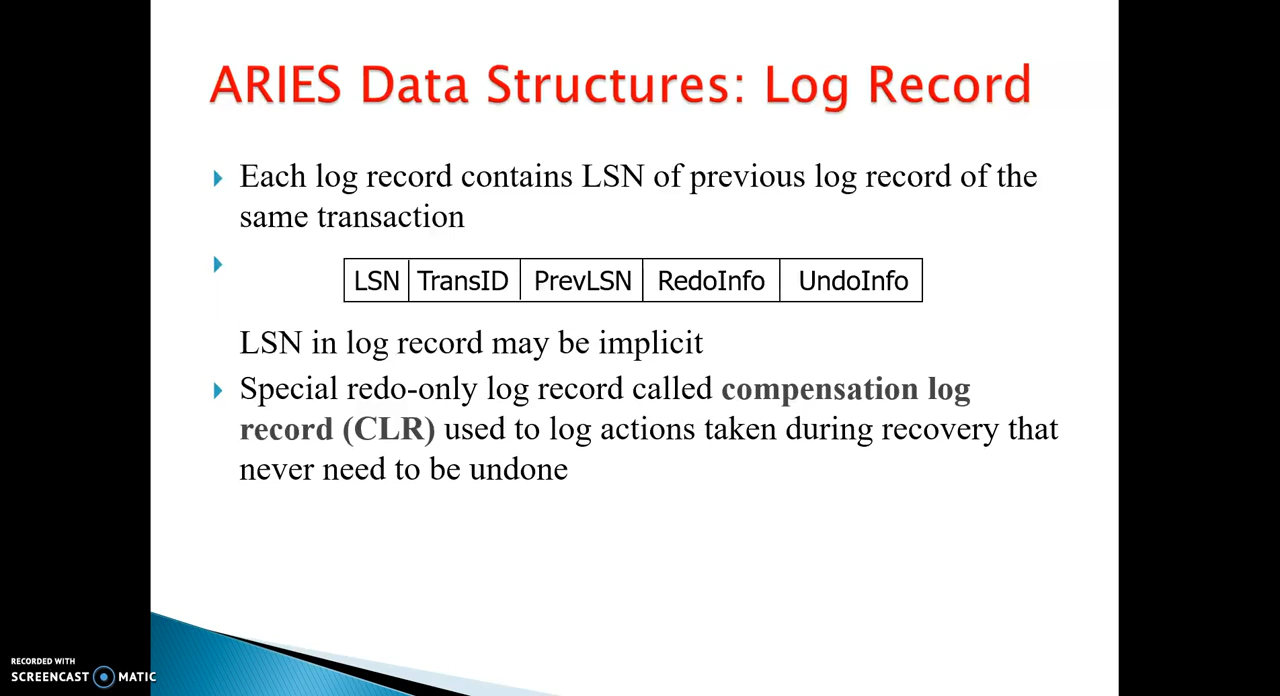 ARIES Data Structures: Log Record
Each log record contains LSN of previous log record of the
same transaction
LSN TransID PrevLSN RedoInfo UndoInfo
LSN in log record may be implicit
Special redo-only log record called compensation log
record (CLR) used to log actions taken during recovery that
never need to be undone
RECORDED WITH
SCREENCAST MATIC